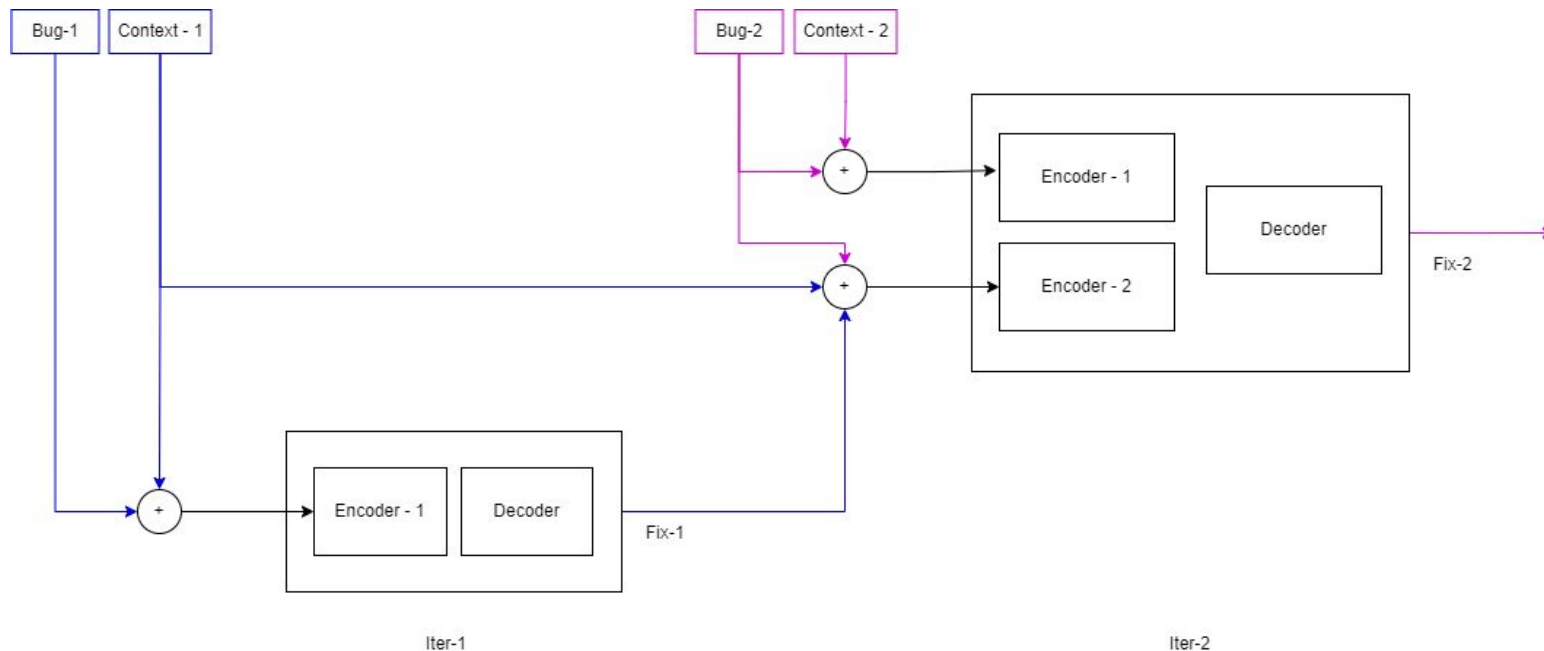 Bug-1
Context - 1
Bug-2
Context - 2
+
Encoder - 1
Decoder
+
Encoder - 2
Fix-2
+
Encoder - 1
Decoder
Fix-1
Iter-1
Iter-2